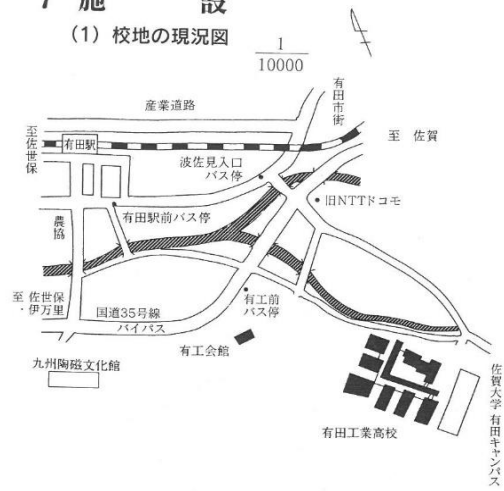 7 施　設
(1) 校地の現況図
1
10000
産業道路
有田市街
至 佐賀
至佐世保
有田駅
波佐見入口
バス停
有田駅前バス停
旧NTTドコモ
農協
至 佐世保
・伊万里
国道35号線
バイパス
有工前
バス停
有工会館
九州陶磁文化館
有田工業高校
佐賀大学 有田キャンパス